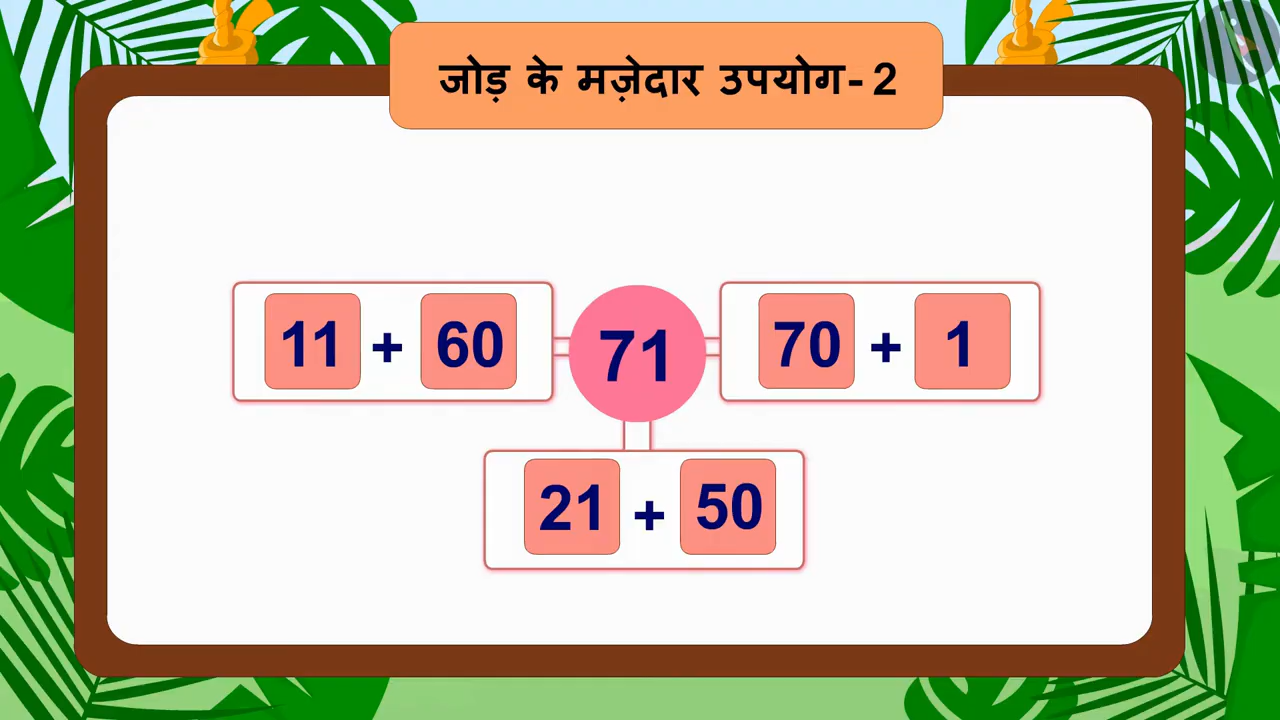 जोड़ के मज़ेदार उपयोग- 2
11 + 60
71
70 + 1
21 + 50